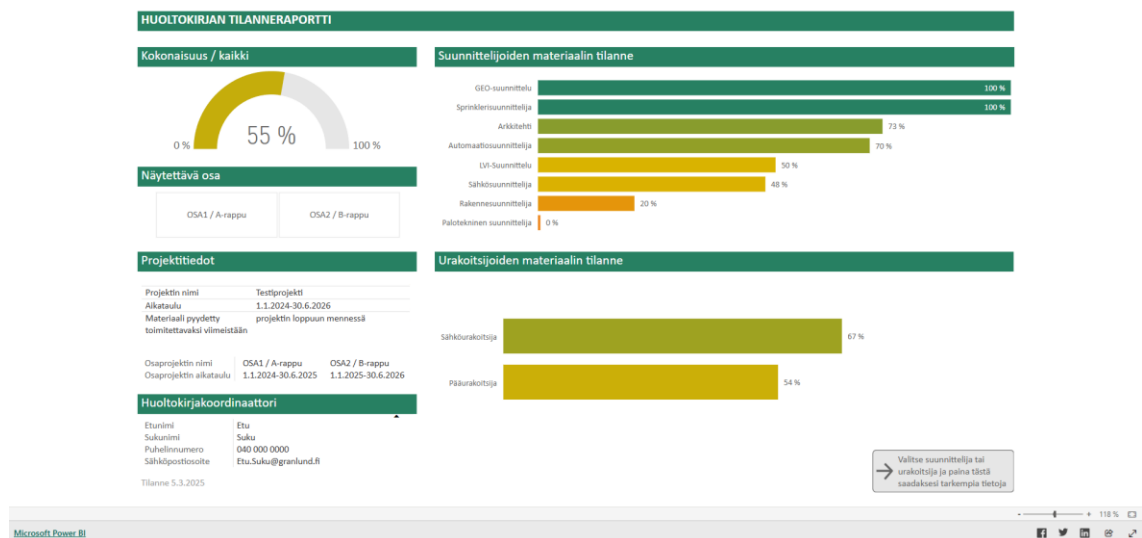 HUOLTOKIRJAN TILANNERAPORTTI
Kokonaisuus / kaikki
55 %
0 %
100 %
Näytettävä osa
OSA1 / A-rappu
OSA2 / B-rappu
Projektitiedot
Projektin nimi Testiprojekti
Aikataulu 1.1.2024-30.6.2026
Materiaali pyydetty projektin loppuun mennessä
toimitettavaksi viimeistään
Osaprojektin nimi OSA1 / A-rappu OSA2 / B-rappu
Osaprojektin aikataulu 1.1.2024-30.6.2025 1.1.2025-30.6.2026
Huoltokirjakoordinaattori
Etunimi Etu
Sukunimi Suku
Puhelinnumero 040 000 0000
Sähköpostiosoite Etu.Suku@granlund.fi
Tilanne 5.3.2025
Suunnittelijoiden materiaalin tilanne
GEO-suunnittelu 100 %
Sprinklerisuunnittelija 100 %
Arkkitehti 73 %
Automaatiosuunnittelija 70 %
LVI-Suunnittelu 50 %
Sähkösuunnittelija 48 %
Rakennesuunnittelija 20 %
Palotekninen suunnittelija 0 %
Urakoitsijoiden materiaalin tilanne
Sähköurakoitsija 67 %
Pääurakoitsija 54 %
Valitse suunnittelija tai
urakoitsija ja paina tästä
saadaksesi tarkempia tietoja
- + 118 %
Microsoft Power BI